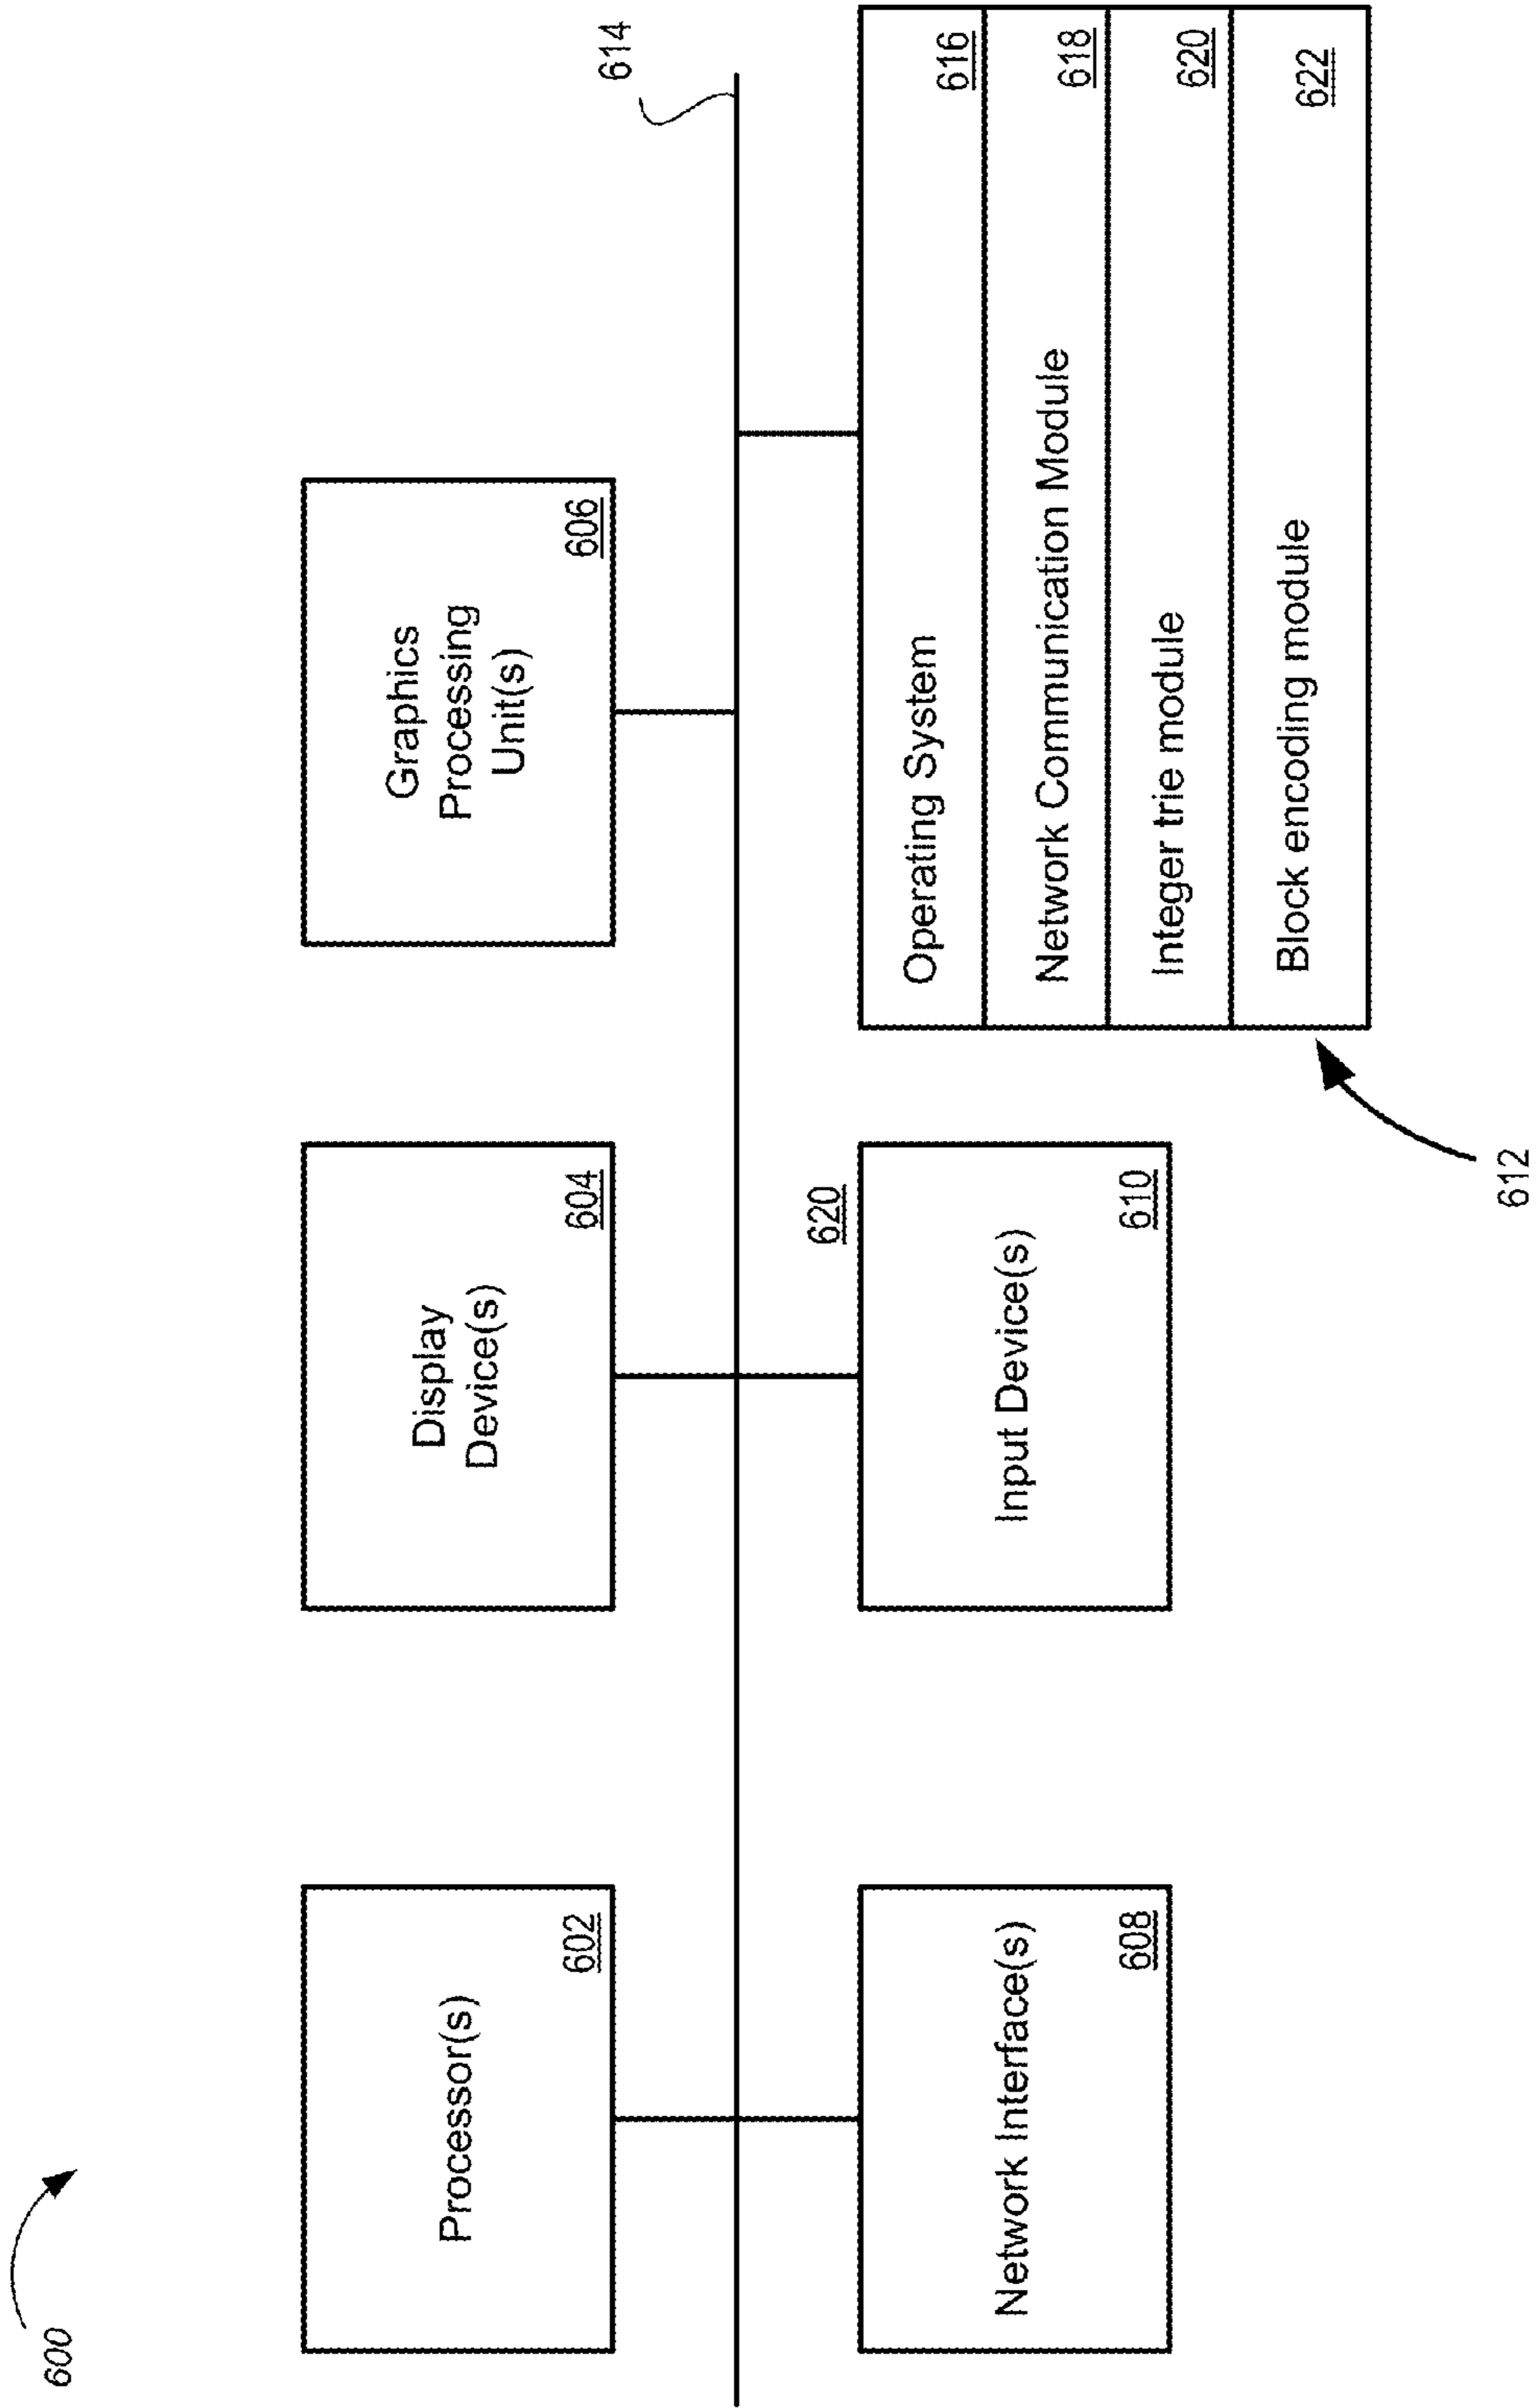 600
Processor(s)
602
Display
Device(s)
604
Graphics
Processing
Unit(s)
606
614
Network Interface(s)
608
620
Input Device(s)
610
Operating System
616
Network Communication Module
618
Integer trie module
620
Block encoding module
622
612